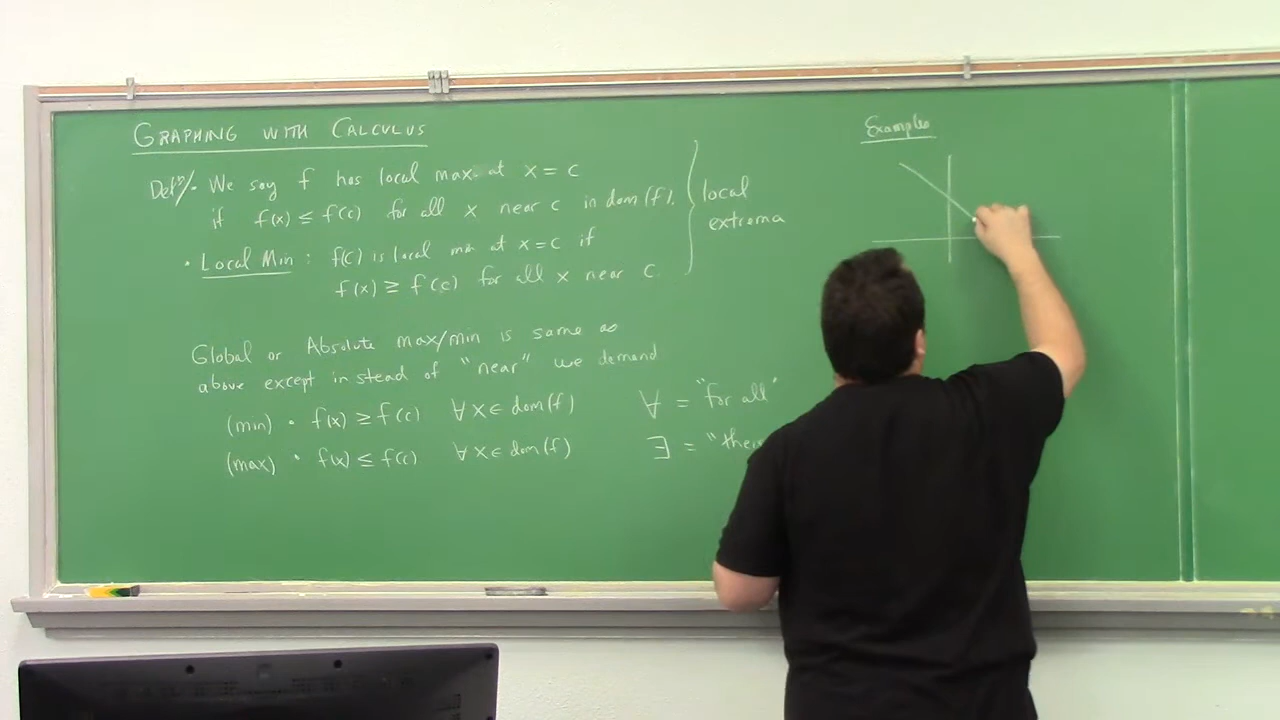 GRAPHING WITH CALCULUS
Defⁿ/. We say f has local max at x = c
if f(x) ≤ f(c) for all x near c in dom(f).
• Local Min : f(c) is local min at x = c if
f(x) ≥ f(c) for all x near c.
local
extrema
Global or Absolute max/min is same as
above except in stead of "near" we demand
(min) • f(x) ≥ f(c) ∀ x ∈ dom(f)
(max) • f(x) ≤ f(c) ∀ x ∈ dom(f)
∀ = "for all"
∃ =
Examples